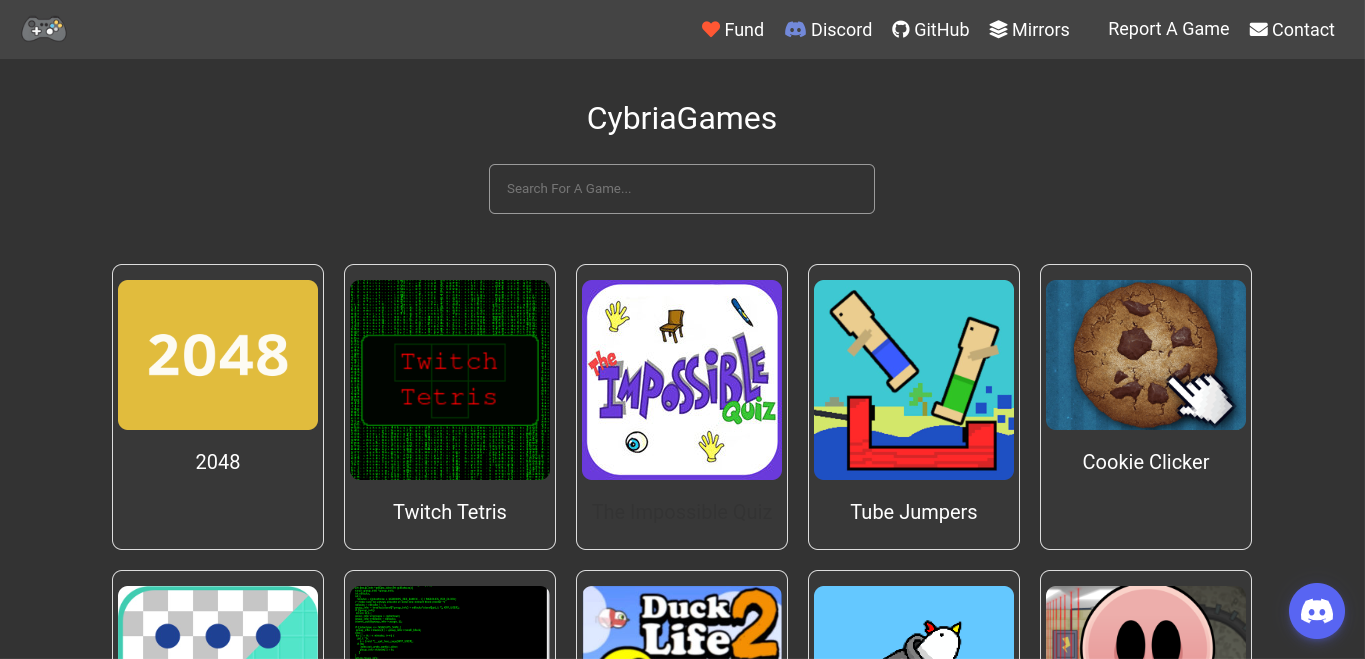 Fund Discord GitHub Mirrors Report A Game Contact
CybriaGames
Search For A Game...
2048
Twitch
Tetris
The
IMPOSSIBLE
Quiz
2048
Twitch Tetris
The Impossible Quiz
Tube Jumpers
Cookie Clicker
Duck
Life 2